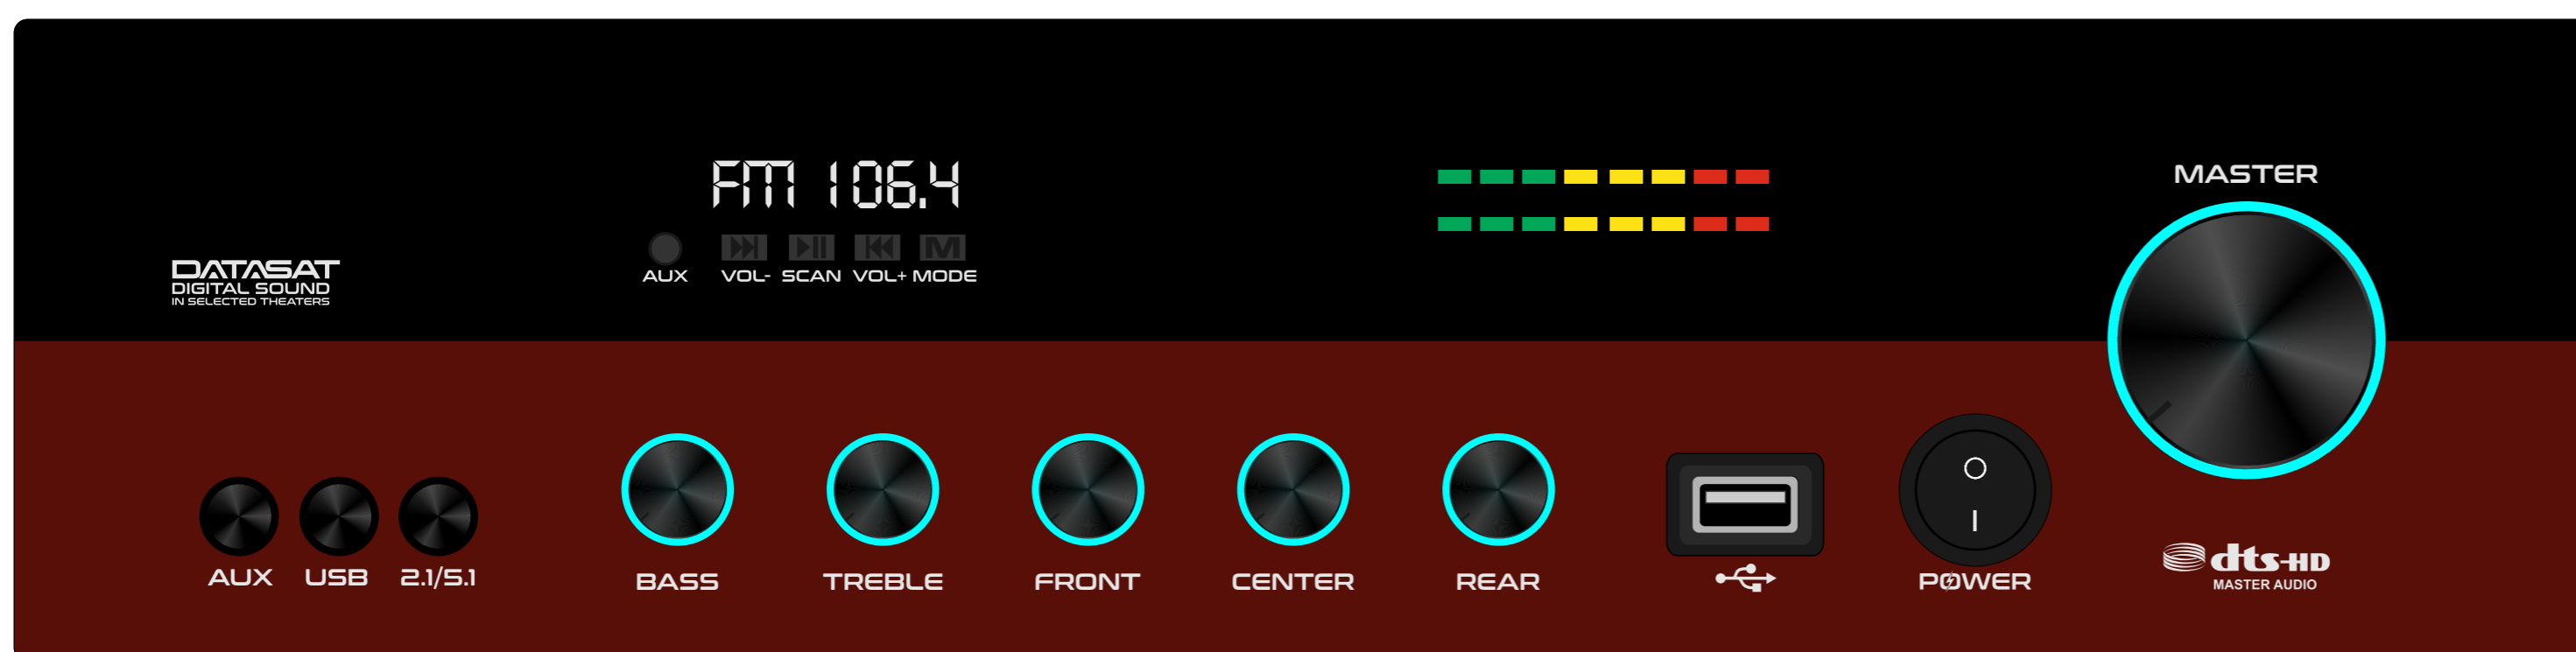 FM 106.4
AUX VOL- SCAN VOL+ MODE
M
MASTER
DATASAT
DIGITAL SOUND
IN SELECTED THEATERS
AUX USB 2.1/5.1
BASS TREBLE FRONT CENTER REAR
POWER
dts-HD
MASTER AUDIO